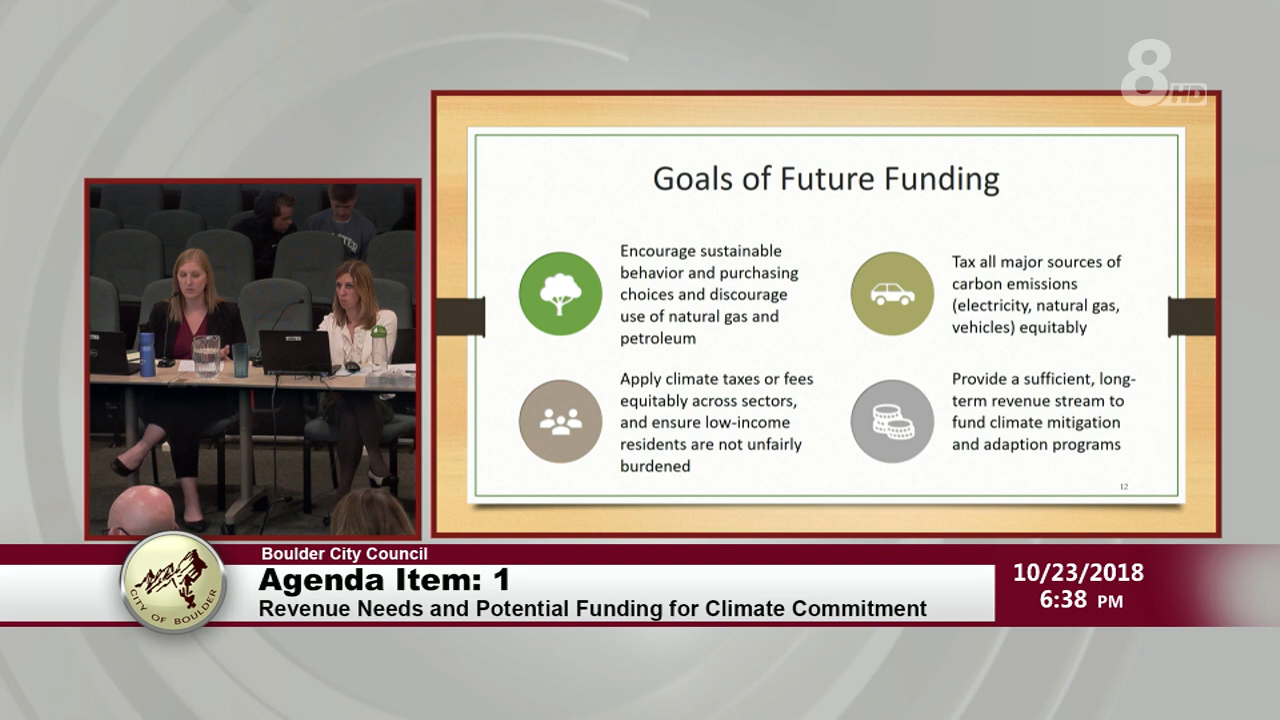 8
HD
Goals of Future Funding
Encourage sustainable
behavior and purchasing
choices and discourage
use of natural gas and
petroleum
Tax all major sources of
carbon emissions
(electricity, natural gas,
vehicles) equitably
Apply climate taxes or fees
equitably across sectors,
and ensure low-income
residents are not unfairly
burdened
Provide a sufficient, long-
term revenue stream to
fund climate mitigation
and adaption programs
12
Boulder City Council
Agenda Item: 1
Revenue Needs and Potential Funding for Climate Commitment
10/23/2018
6:38 PM
CITY OF BOULDER